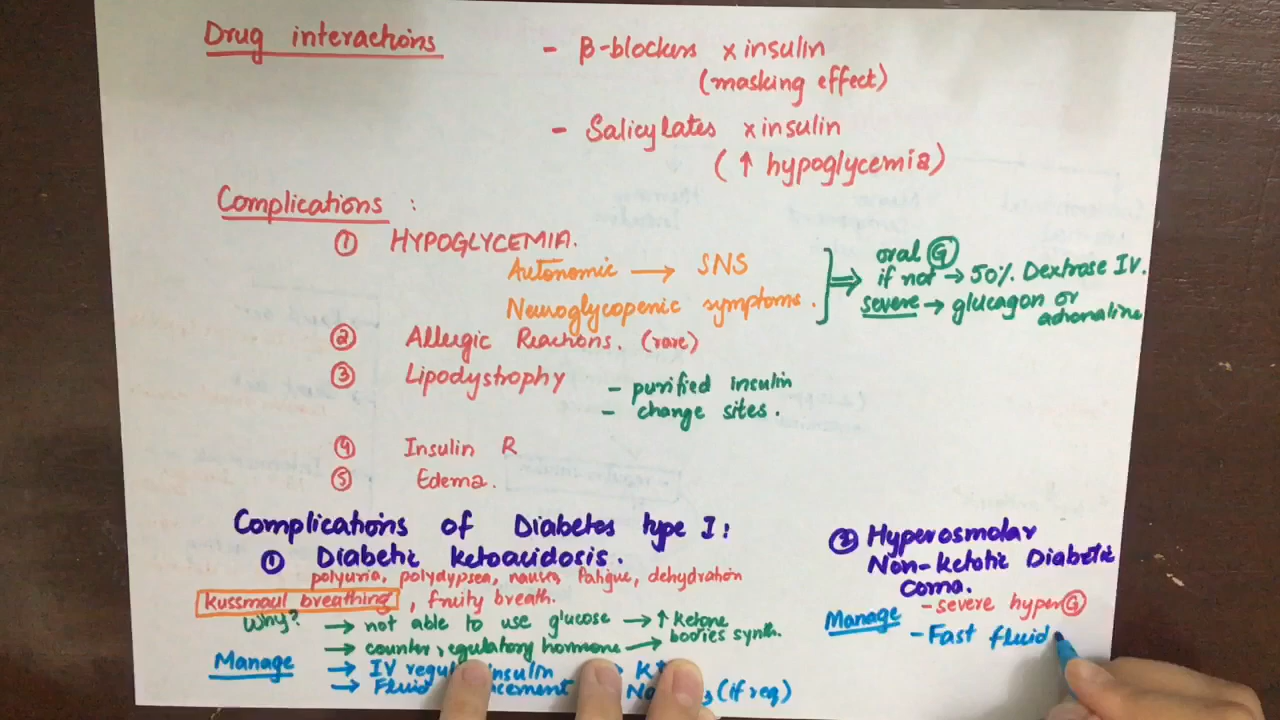 Drug interactions
- β-blockers x insulin
(masking effect)
- Salicylates x insulin
(↑ hypoglycemia)
Complications :
① HYPOGLYCEMIA.
Autonomic → SNS
Neuroglycopenic symptoms.
⇒ oral G
if not → 50% Dextrose IV.
severe → glucagon or
adrenaline
② Allergic Reactions. (rare)
③ Lipodystrophy
- purified insulin
- change sites.
④ Insulin R
⑤ Edema.
Complications of Diabetes type I:
① Diabetic ketoacidosis.
polyuria, polydypsea, nausea, Fatigue, dehydration
Kussmaul breathing, fruity breath.
Why? → not able to use glucose → ↑ Ketone
bodies synth.
→ counter regulatory hormone →
Manage → IV insulin
→
(if req)
② Hyperosmolar
Non-ketotic Diabetic
Coma.
- severe hyper G
Manage
- Fast fluid